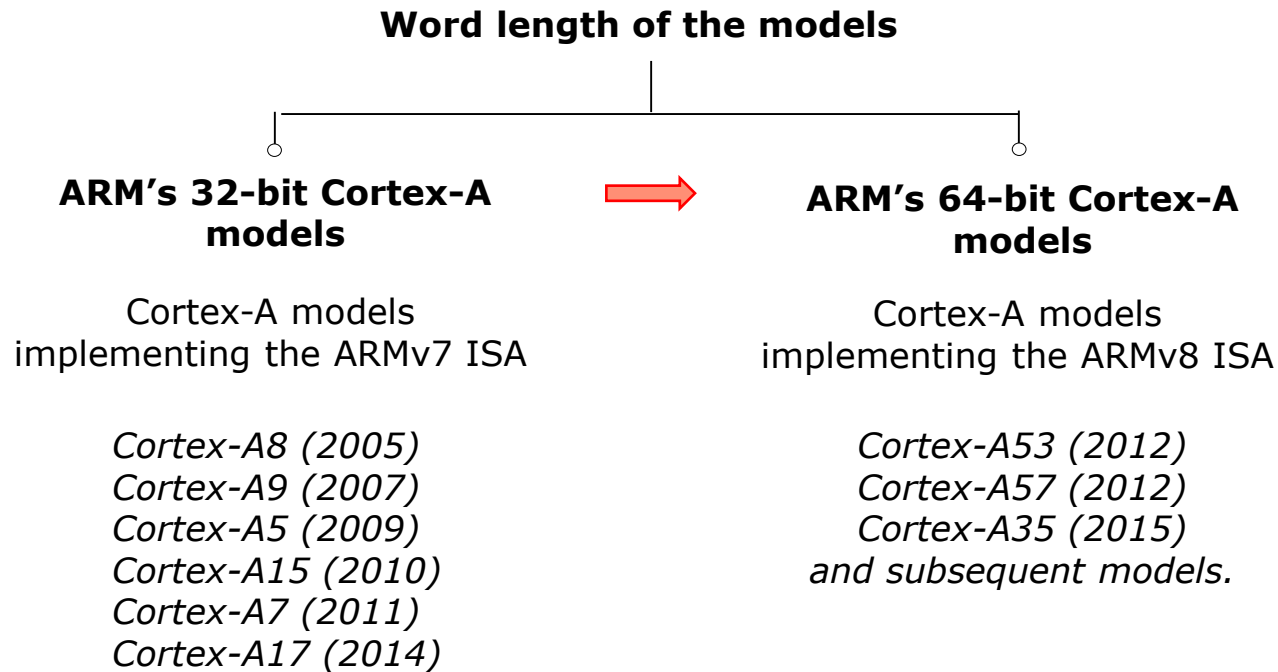 Word length of the models
ARM’s 32-bit Cortex-A
models
Cortex-A models
implementing the ARMv7 ISA
Cortex-A8 (2005)
Cortex-A9 (2007)
Cortex-A5 (2009)
Cortex-A15 (2010)
Cortex-A7 (2011)
Cortex-A17 (2014)
ARM’s 64-bit Cortex-A
models
Cortex-A models
implementing the ARMv8 ISA
Cortex-A53 (2012)
Cortex-A57 (2012)
Cortex-A35 (2015)
and subsequent models.